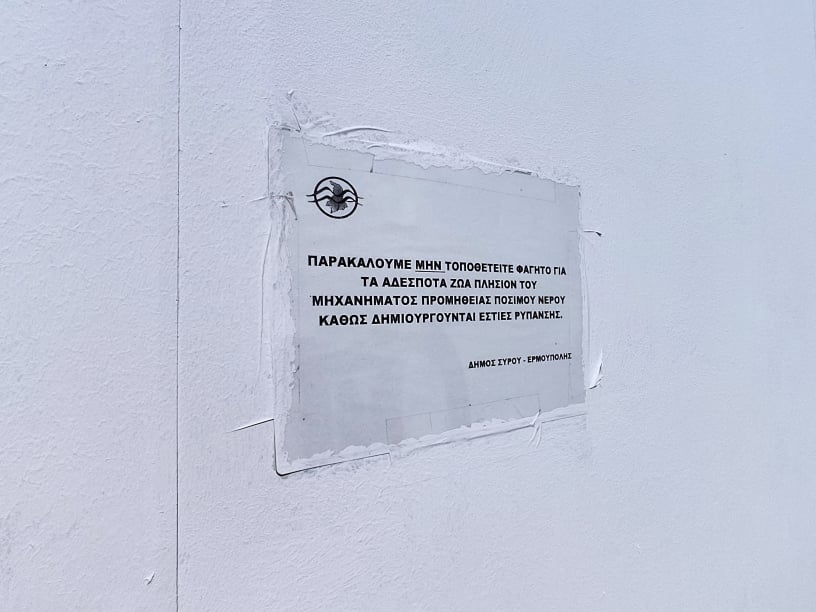 ΠΑΡΑΚΑΛΟΥΜΕ ΜΗΝ ΤΟΠΟΘΕΤΕΙΤΕ ΦΑΓΗΤΟ ΓΙΑ
ΤΑ ΑΔΕΣΠΟΤΑ ΖΩΑ ΠΛΗΣΙΟΝ ΤΟΥ
ΜΗΧΑΝΗΜΑΤΟΣ ΠΡΟΜΗΘΕΙΑΣ ΠΟΣΙΜΟΥ ΝΕΡΟΥ
ΚΑΘΩΣ ΔΗΜΙΟΥΡΓΟΥΝΤΑΙ ΕΣΤΙΕΣ ΡΥΠΑΝΣΗΣ.
ΔΗΜΟΣ ΣΥΡΟΥ - ΕΡΜΟΥΠΟΛΗΣ